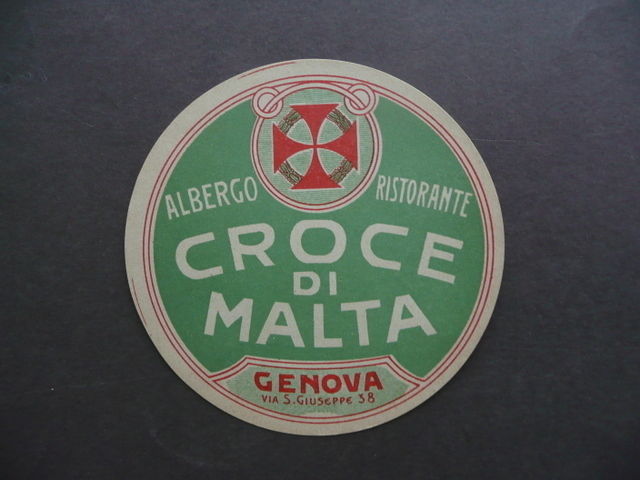 ALBERGO RISTORANTE
CROCE
DI
MALTA
GENOVA
VIA S. GIUSEPPE 38